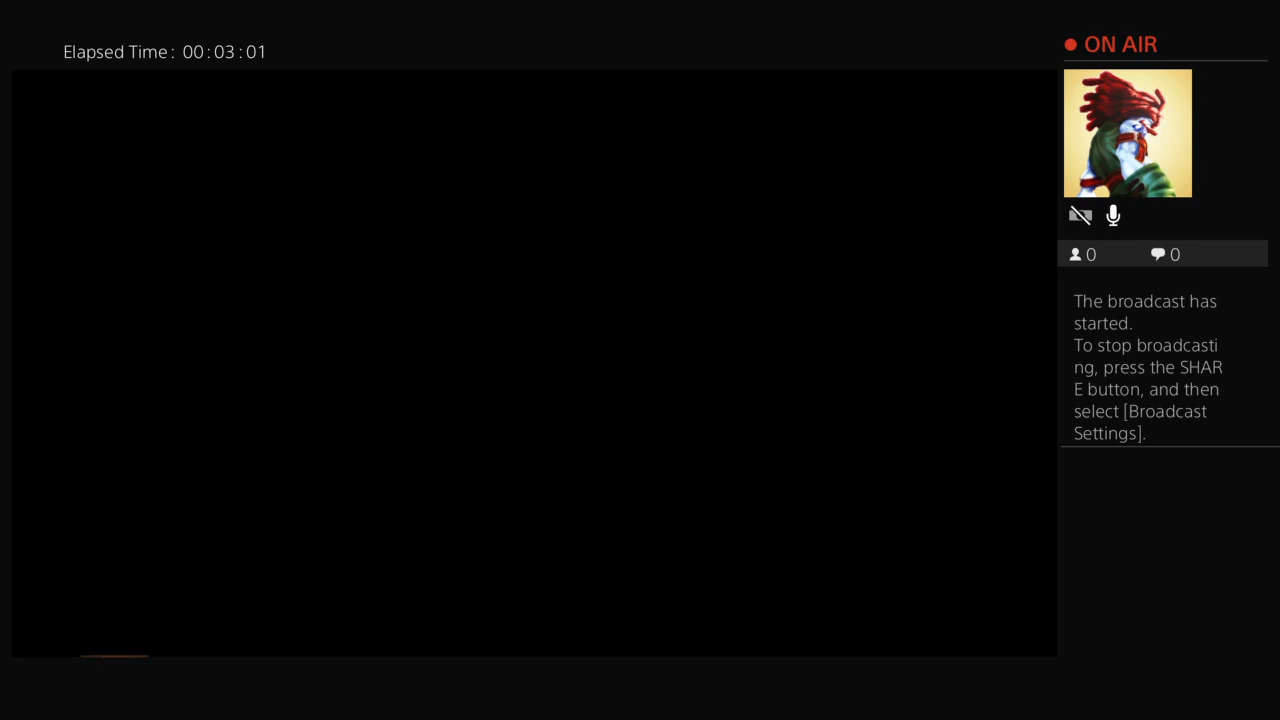 Elapsed Time: 00:03:01
ON AIR
0 0
The broadcast has
started.
To stop broadcasti
ng, press the SHAR
E button, and then
select [Broadcast
Settings].